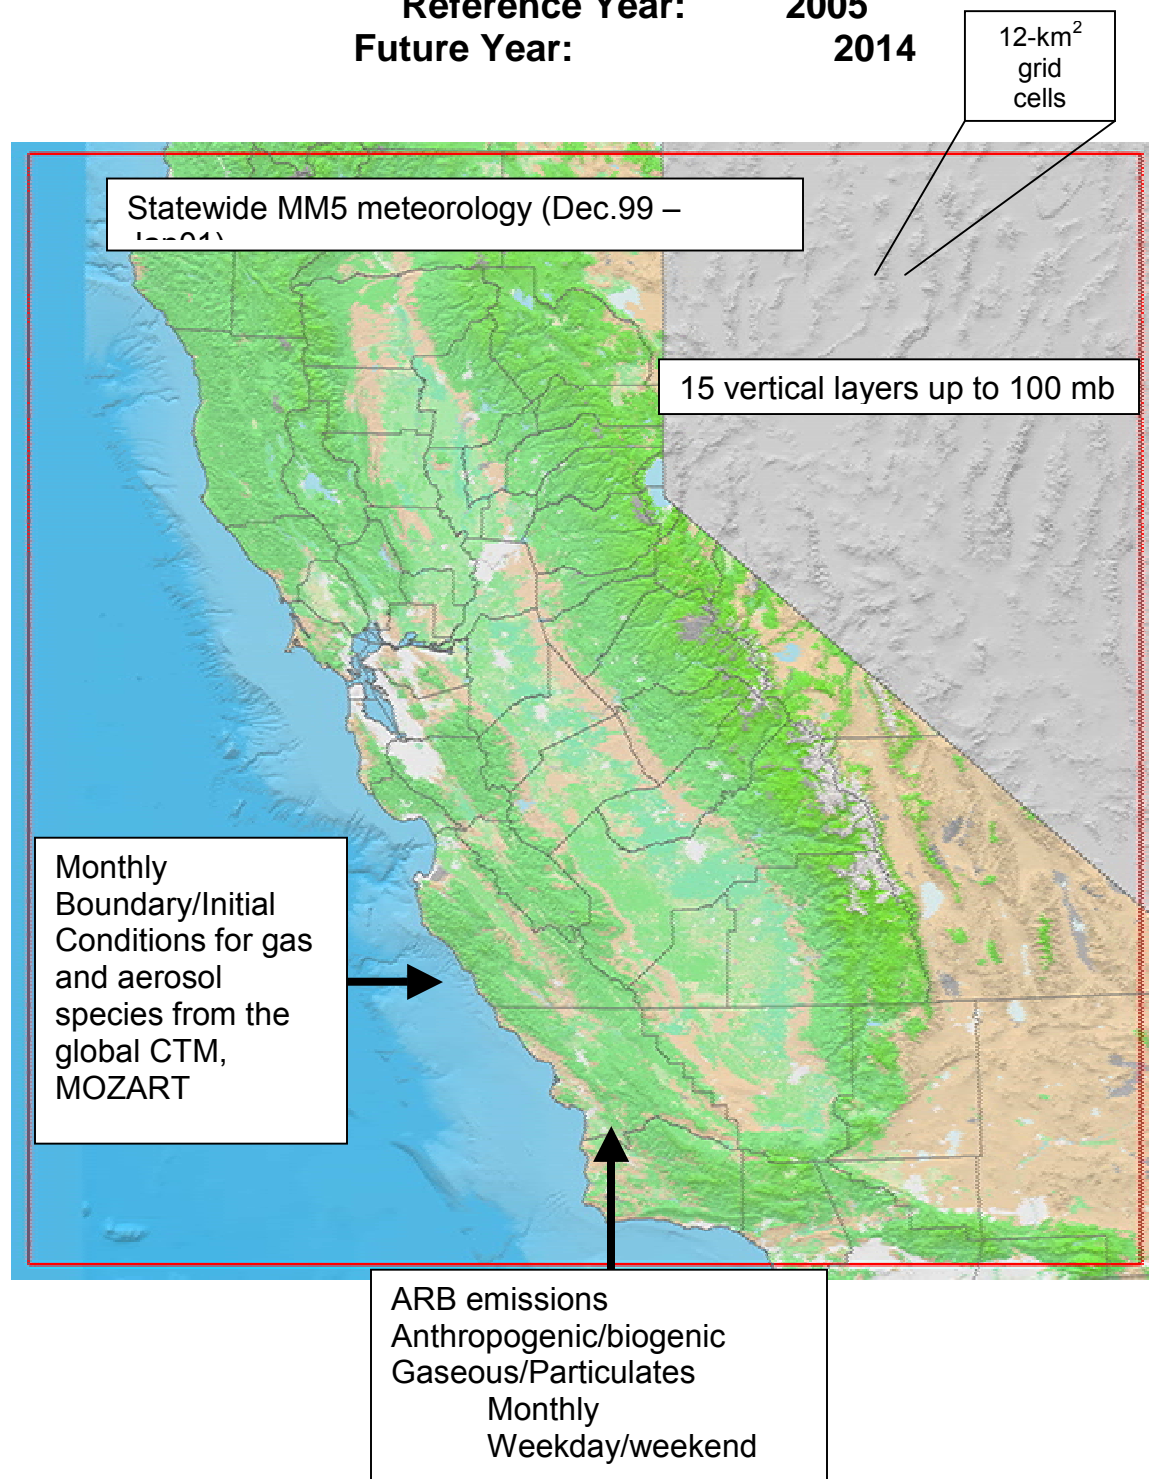 Reference Year: 2005
Future Year: 2014
12-km²
grid
cells
Statewide MM5 meteorology (Dec.99 –
Jan01)
15 vertical layers up to 100 mb
Monthly
Boundary/Initial
Conditions for gas
and aerosol
species from the
global CTM,
MOZART
ARB emissions
Anthropogenic/biogenic
Gaseous/Particulates
Monthly
Weekday/weekend